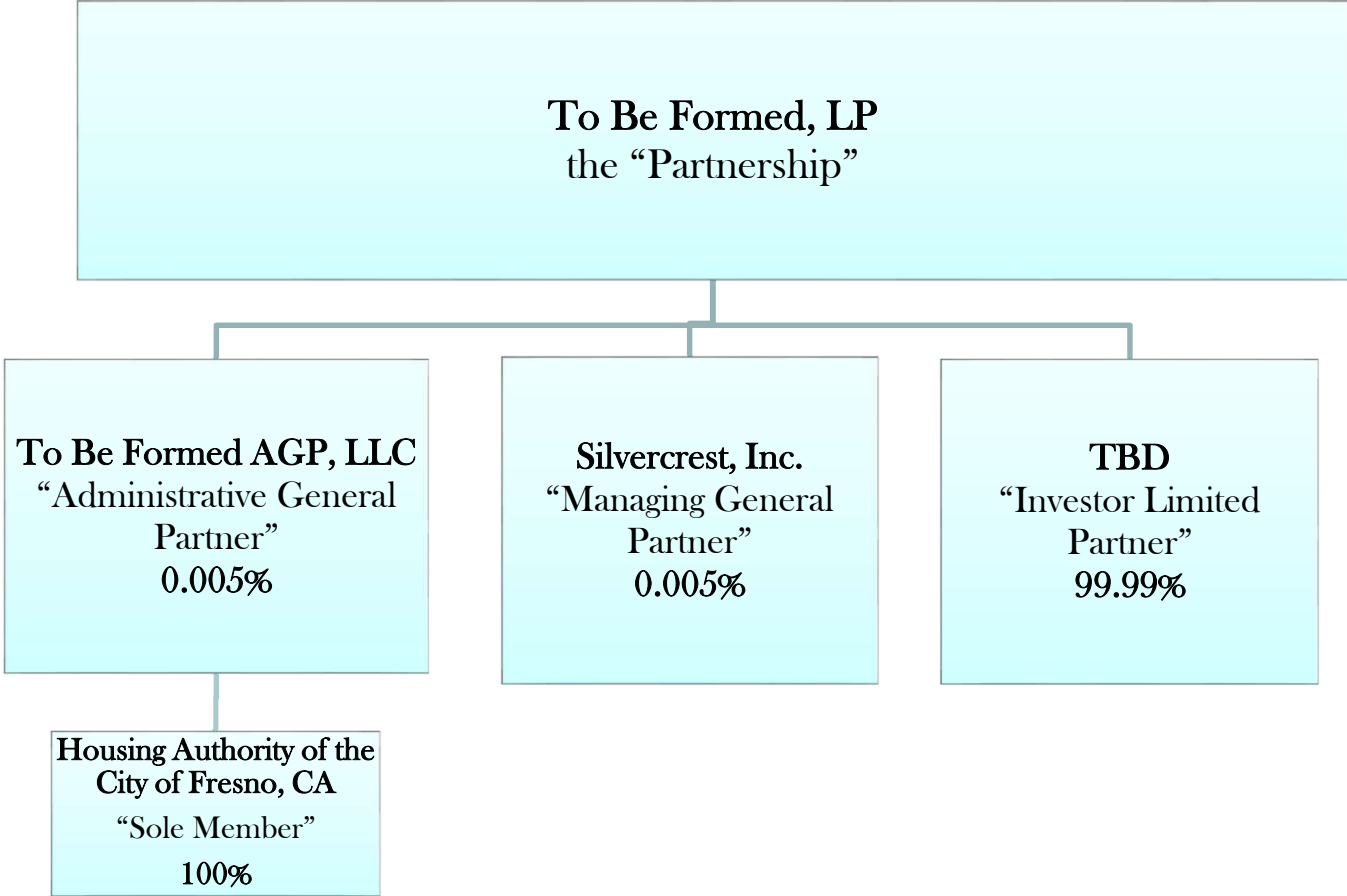 To Be Formed, LP
the “Partnership”
To Be Formed AGP, LLC
“Administrative General
Partner”
0.005%
Silvercrest, Inc.
“Managing General
Partner”
0.005%
TBD
“Investor Limited
Partner”
99.99%
Housing Authority of the
City of Fresno, CA
“Sole Member”
100%